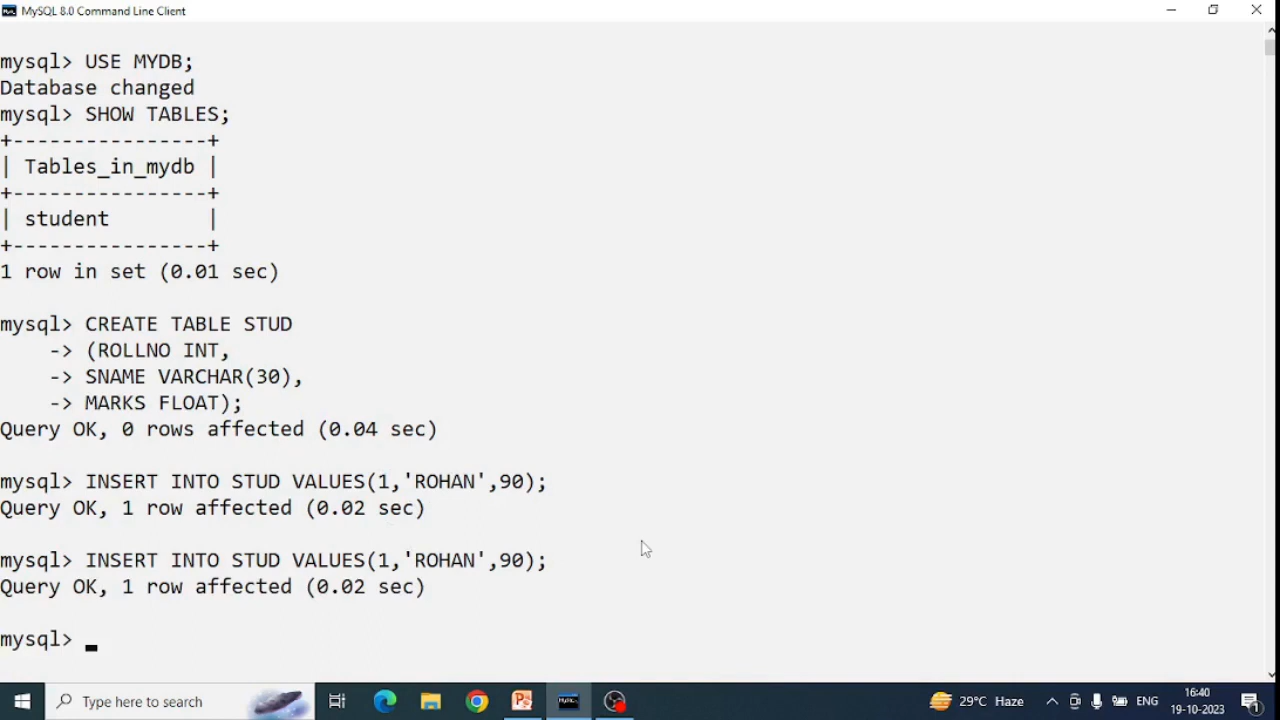 MySQL 8.0 Command Line Client
mysql> USE MYDB;
Database changed
mysql> SHOW TABLES;
+----------------+
| Tables_in_mydb |
+----------------+
| student        |
+----------------+
1 row in set (0.01 sec)
mysql> CREATE TABLE STUD
    -> (ROLLNO INT,
    -> SNAME VARCHAR(30),
    -> MARKS FLOAT);
Query OK, 0 rows affected (0.04 sec)
mysql> INSERT INTO STUD VALUES(1,'ROHAN',90);
Query OK, 1 row affected (0.02 sec)
mysql> INSERT INTO STUD VALUES(1,'ROHAN',90);
Query OK, 1 row affected (0.02 sec)
mysql>
Type here to search
29°C Haze
ENG
16:40
19-10-2023